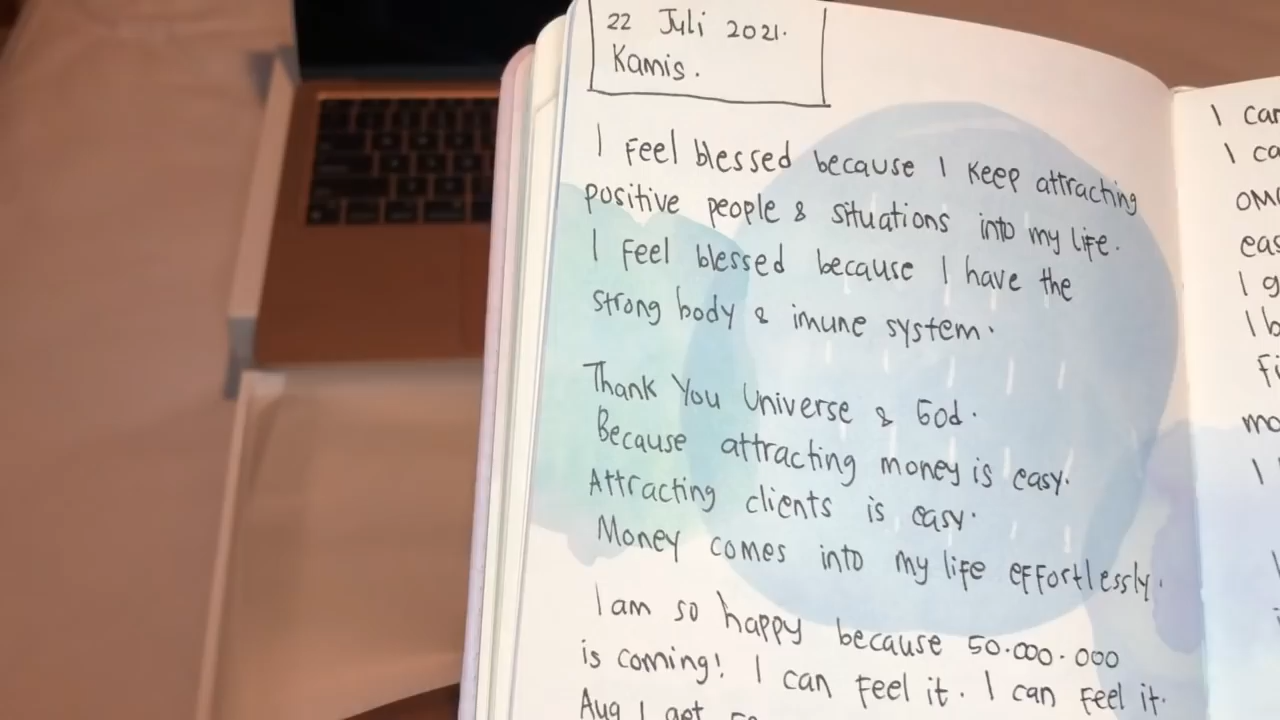 22 Juli 2021.
Kamis.
I feel blessed because I keep attracting
positive people & situations into my life.
I feel blessed because I have the
strong body & imune system.
Thank You Universe & God.
Because attracting money is easy.
Attracting clients is easy.
Money comes into my life effortlessly.
I am so happy because 50.000.000
is coming! I can feel it. I can feel it.
Aug I get
I
I
I
I